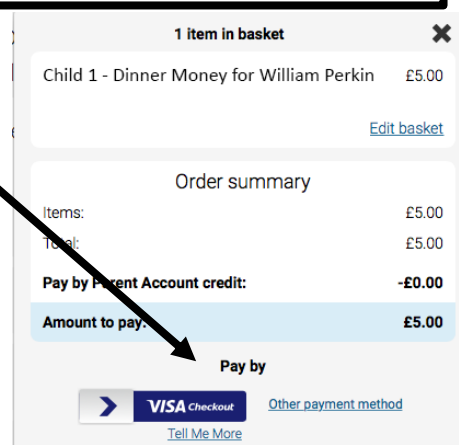 1 item in basket
Child 1 - Dinner Money for William Perkin £5.00
Edit basket
Order summary
Items: £5.00
Total: £5.00
Pay by Parent Account credit: -£0.00
Amount to pay: £5.00
Pay by
VISA Checkout Other payment method
Tell Me More